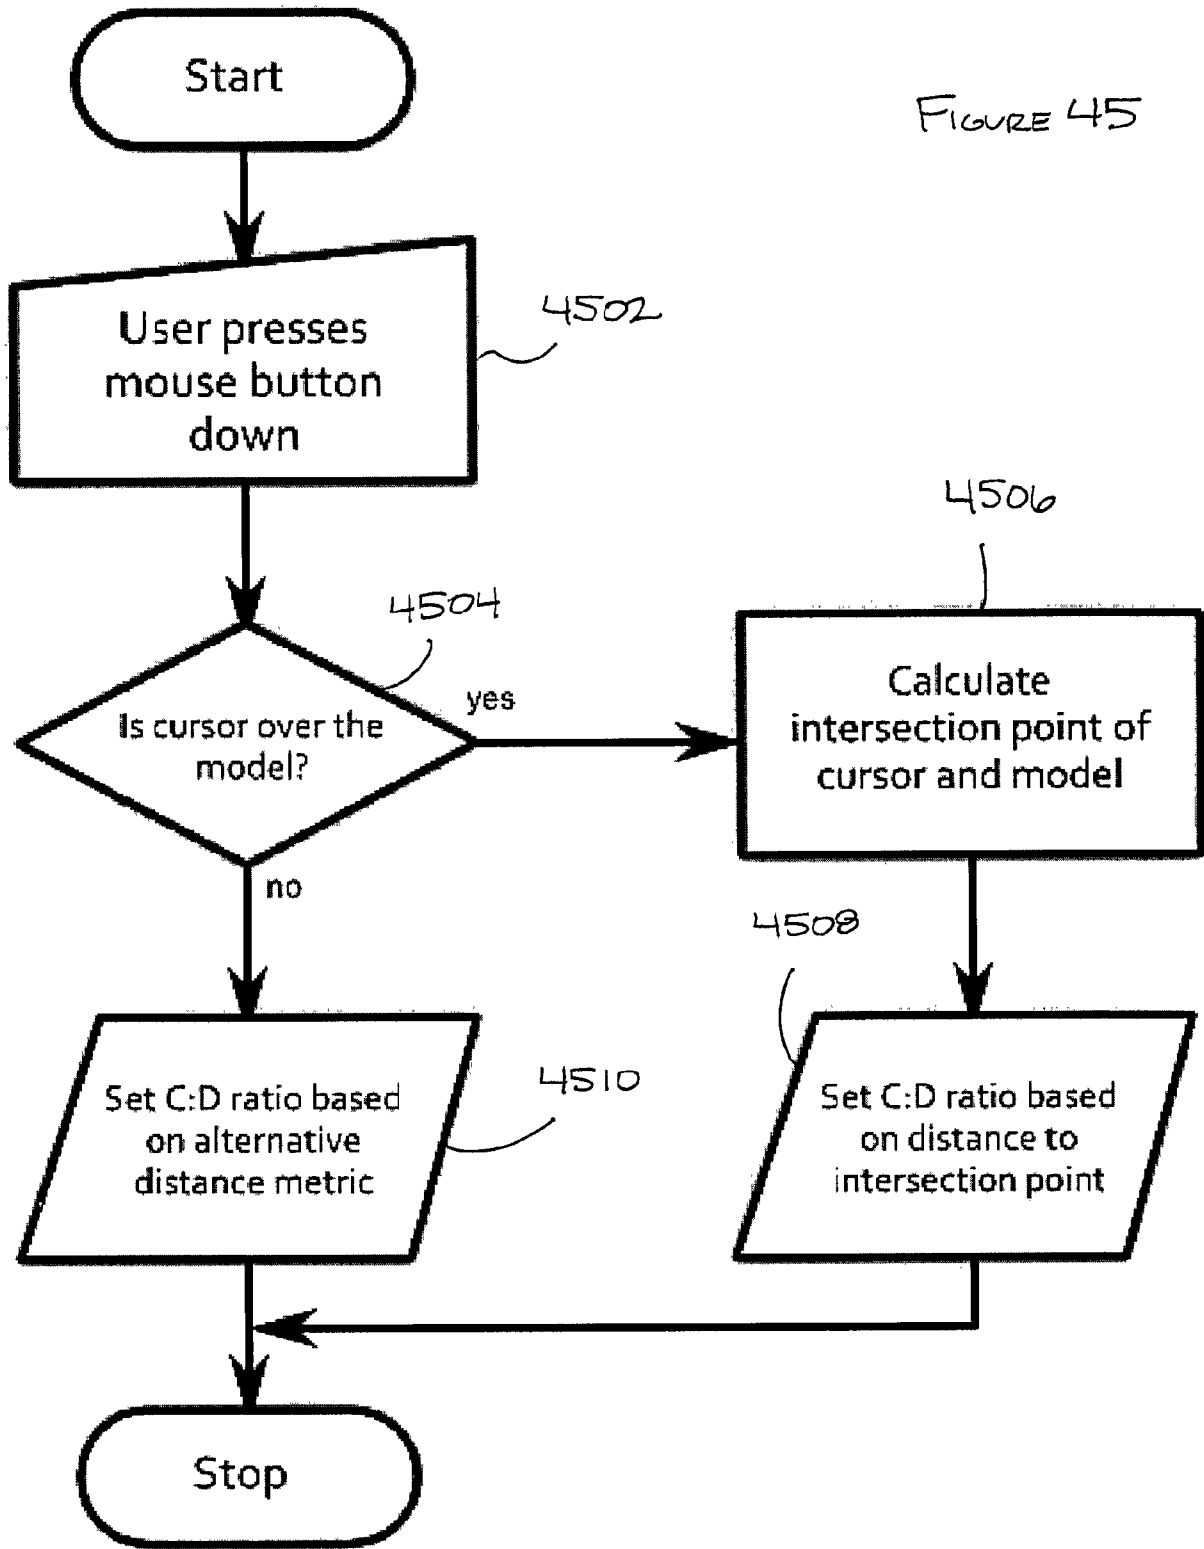 Start
FIGURE 45
User presses
mouse button
down
4502
4506
4504
yes
Is cursor over the
model?
Calculate
intersection point of
cursor and model
no
4508
Set C:D ratio based
on alternative
distance metric
4510
Set C:D ratio based
on distance to
intersection point
Stop